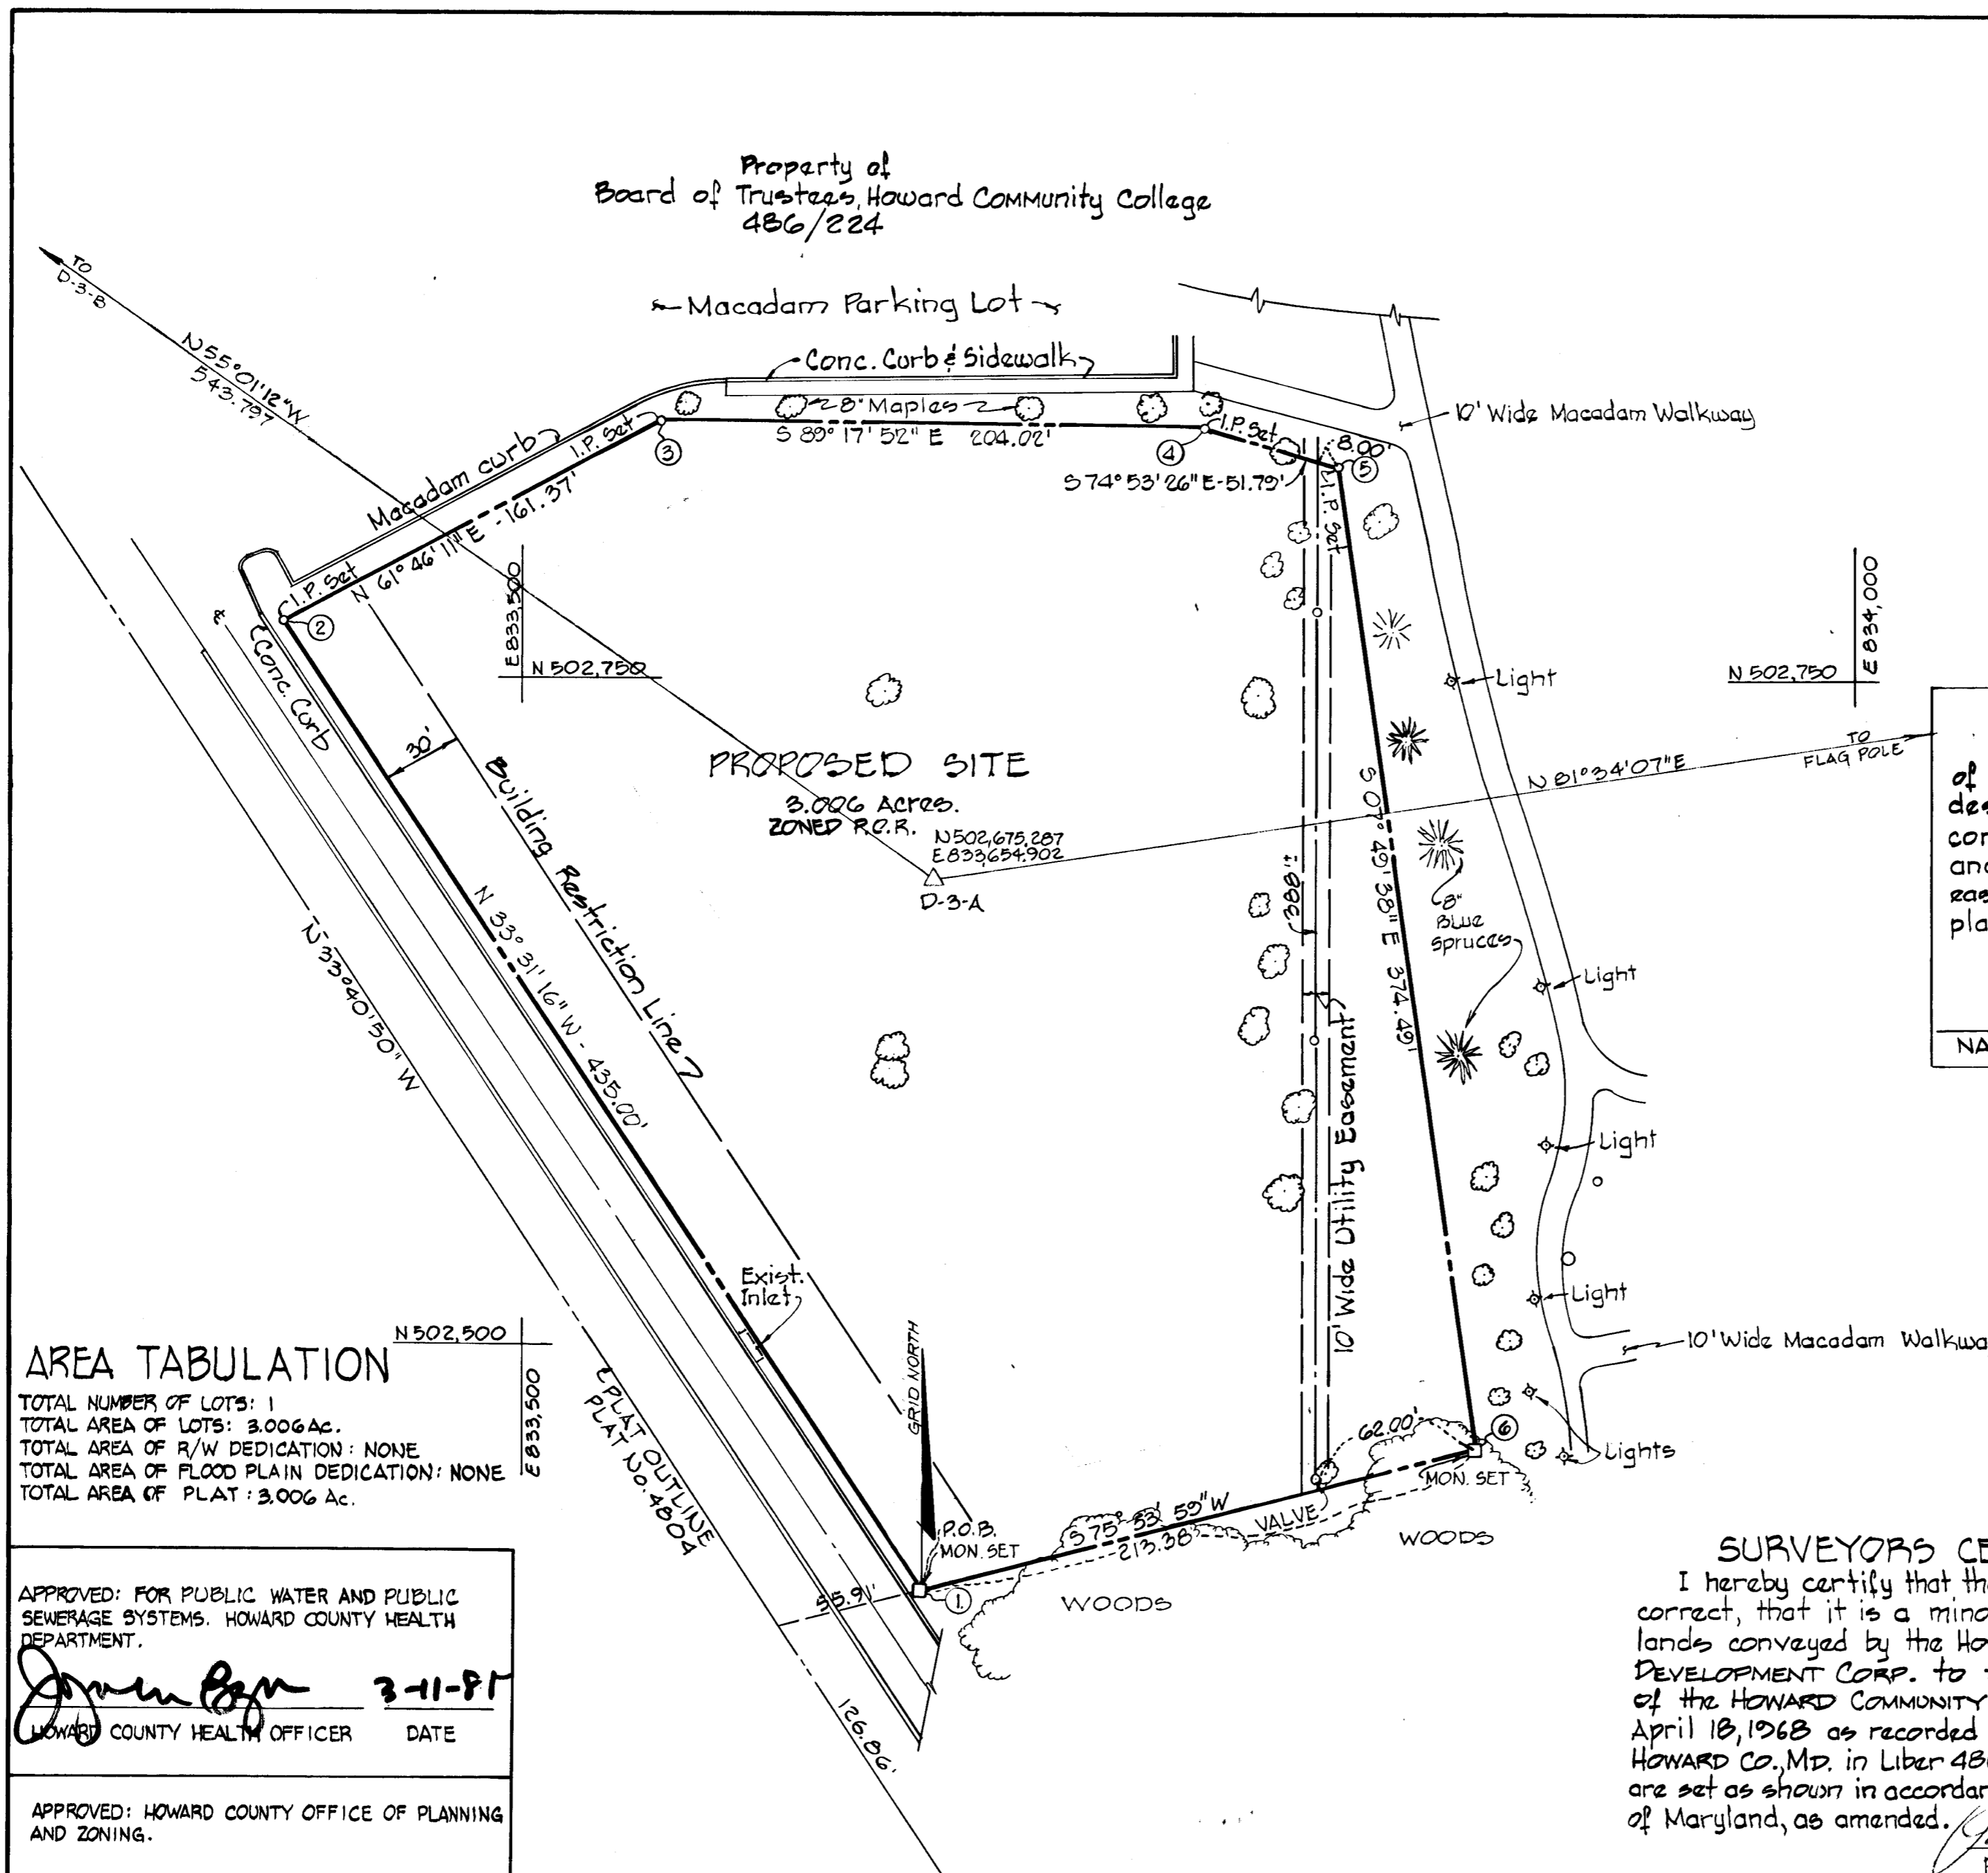 Property of
Board of Trustees, Howard Community College
486/224
TO
D-3-B
N55°01'12"W
543.797
Macadam Parking Lot
Conc. Curb & Sidewalk
8" Maples
10' Wide Macadam Walkway
Macadam curb
I.P. Set
3
S 89° 17' 52" E 204.02'
4
I.P. Set
8.00'
5
S 74° 53' 26" E - 51.79'
I.P. Set
N 61° 46' 11" E - 161.37'
I.P. Set
2
E 833,500
N 502,750
E 834,000
N 502,750
Conc. Curb
30'
Building Restriction Line
Light
PROPOSED SITE
3.006 Acres.
ZONED P.O.R.
N502,675.287
E833,654.902
D-3-A
N 81°34'07"E
TO
FLAG POLE
S 07° 49' 38" E 374.49'
388'±
8"
Blue
Spruces
N 33° 31' 16" W - 435.00'
N 33°40'50" W
Light
10' Wide Utility Easement
Light
Exist.
Inlet
Light
10' Wide Macadam Walkwa
N 502,500
E 833,500
GRID NORTH
AREA TABULATION
TOTAL NUMBER OF LOTS: 1
TOTAL AREA OF LOTS: 3.006 Ac.
TOTAL AREA OF R/W DEDICATION: NONE
TOTAL AREA OF FLOOD PLAIN DEDICATION: NONE
TOTAL AREA OF PLAT: 3.006 Ac.
PLAT OUTLINE
PLAT No. 4804
62.00'
6
MON. SET
Lights
P.O.B.
MON. SET
S 75° 53' 59" W
213.38'
VALVE
WOODS
WOODS
55.91'
1.
126.86'
APPROVED: FOR PUBLIC WATER AND PUBLIC
SEWERAGE SYSTEMS. HOWARD COUNTY HEALTH
DEPARTMENT.
3-11-85
HOWARD COUNTY HEALTH OFFICER DATE
APPROVED: HOWARD COUNTY OFFICE OF PLANNING
AND ZONING.
of
des
con
and
eas
pla
NA
SURVEYORS CE
I hereby certify that th
correct, that it is a mino
lands conveyed by the Ho
DEVELOPMENT CORP. to
of the HOWARD COMMUNITY
April 18, 1968 as recorded
HOWARD CO., MD. in Liber 48
are set as shown in accordan
of Maryland, as amended.